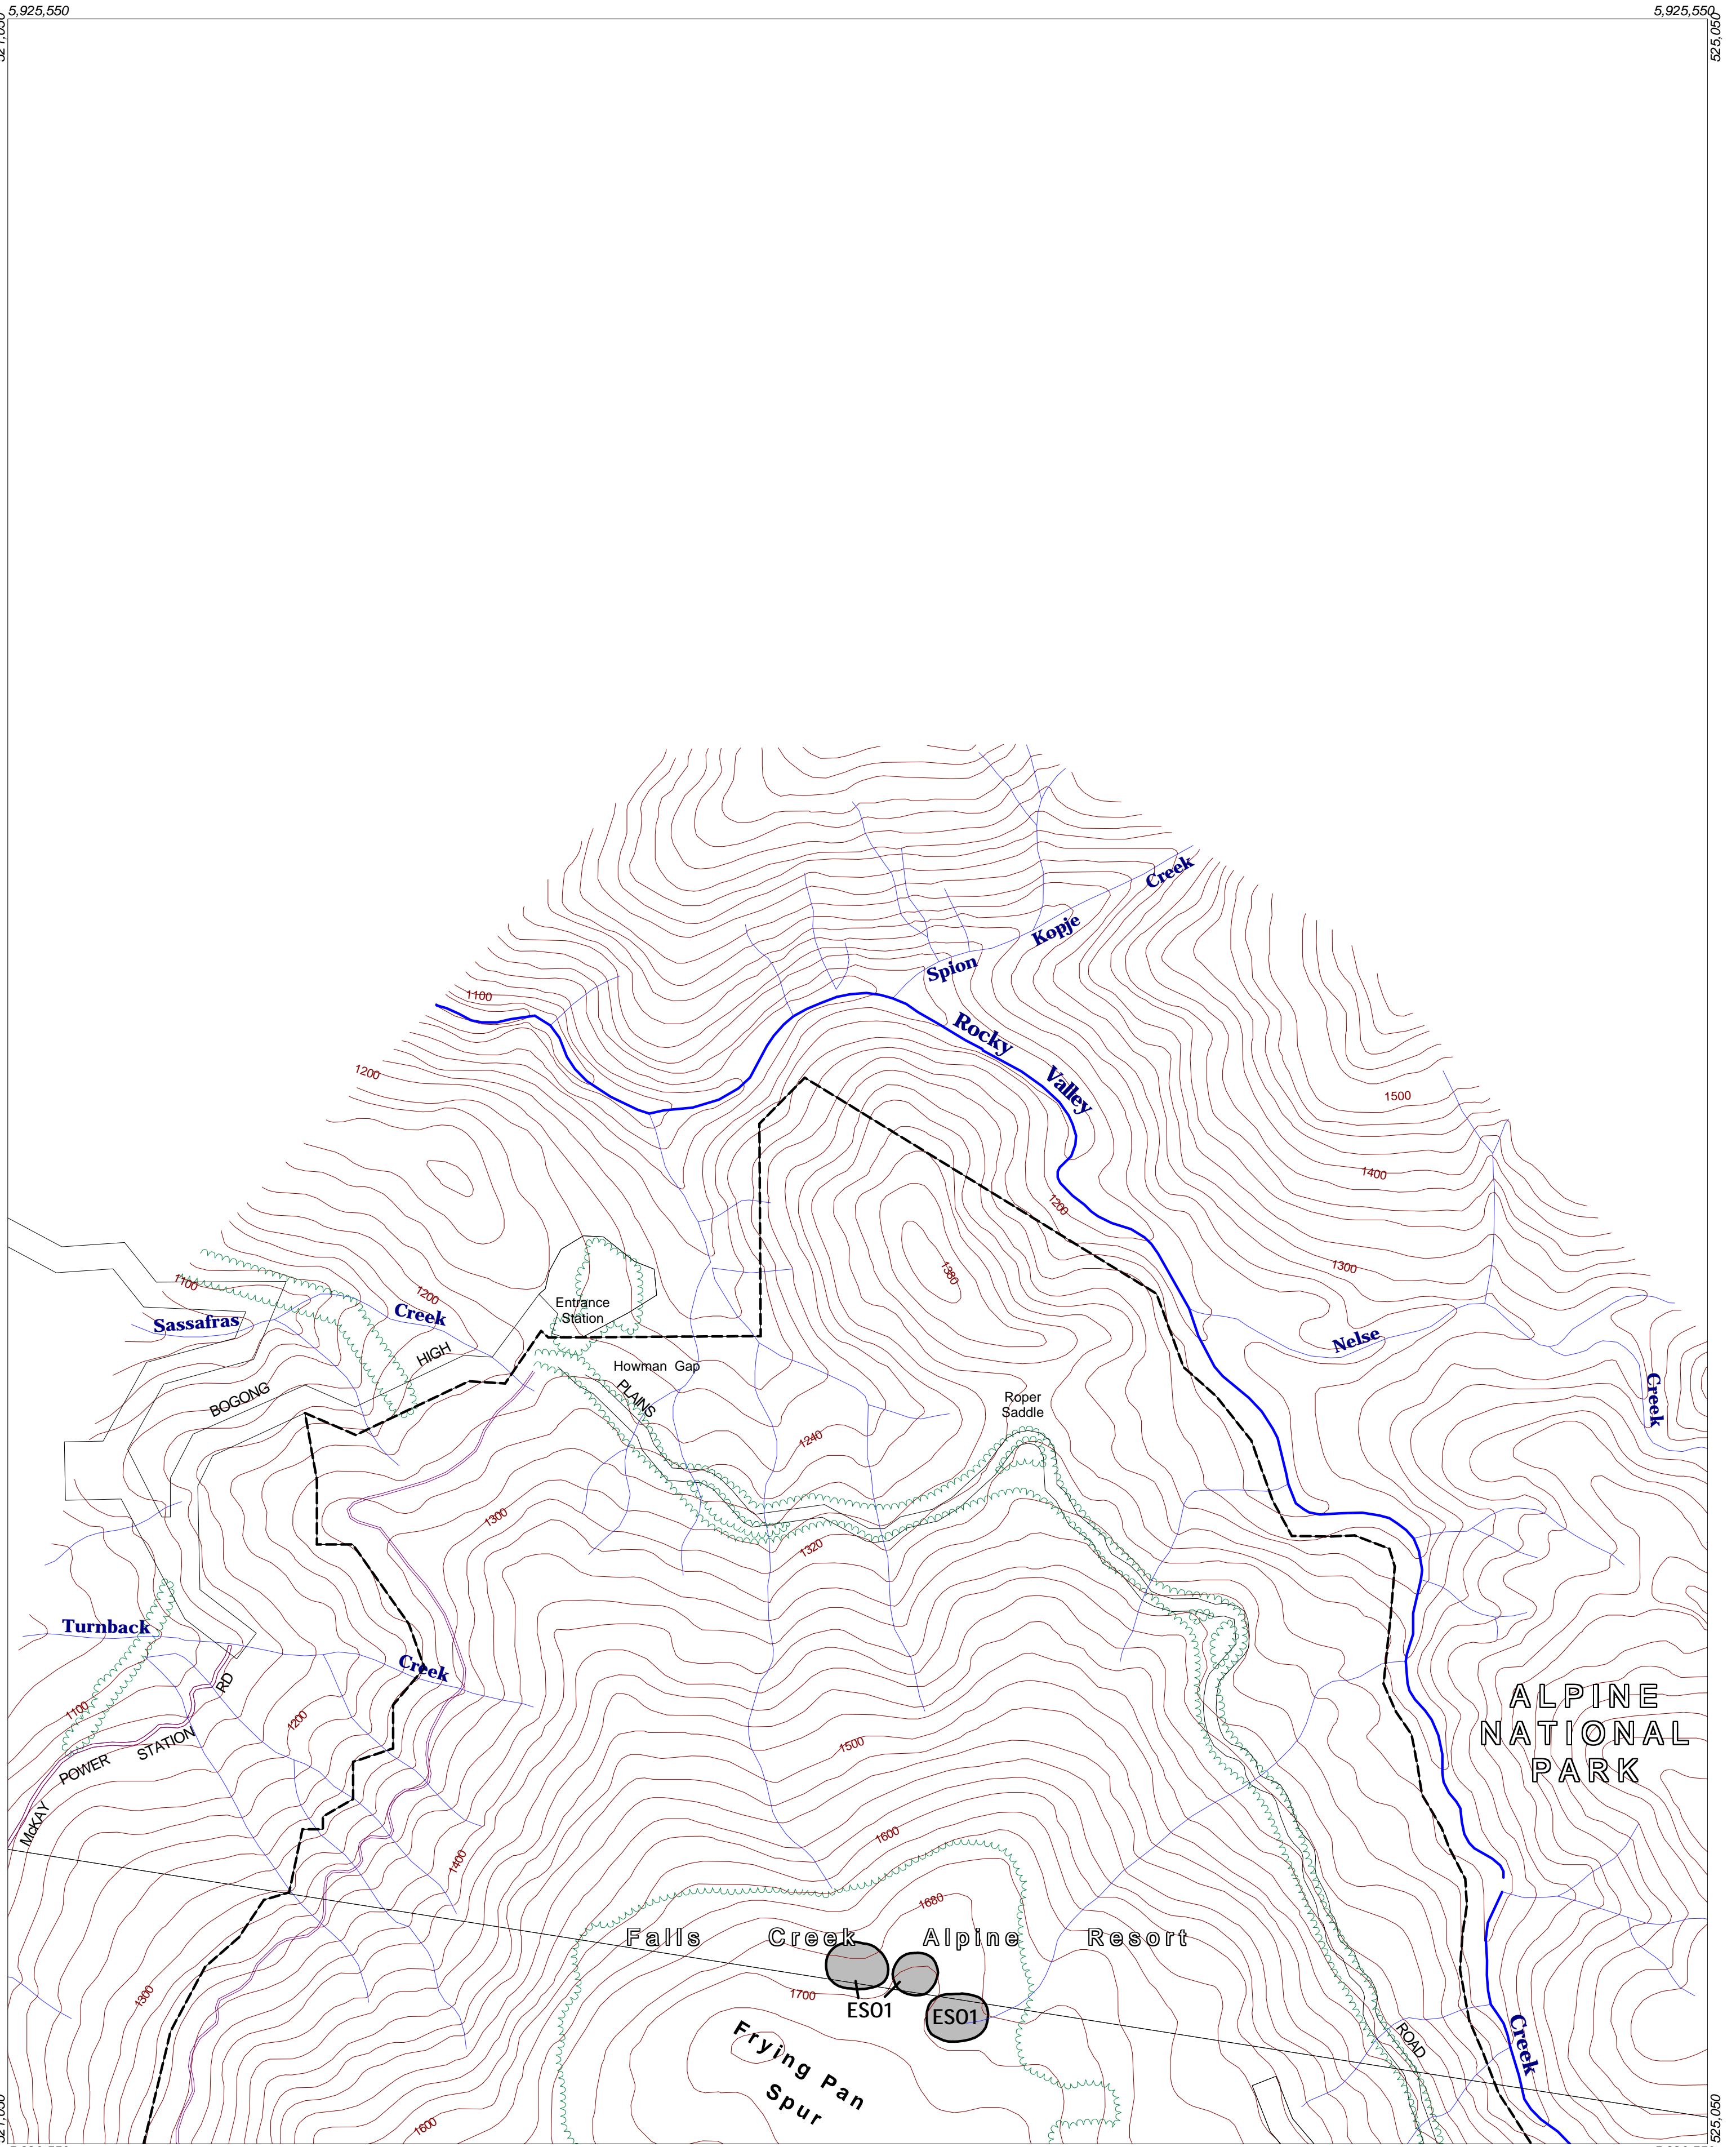 5,925,550
5,925,550
525,050
Creek
Kopje
Spion
1100
Rocky
Valley
1200
1500
1400
1200
1300
1380
1100
1200
Sassafras
Creek
Entrance
Station
Nelse
HIGH
Howman Gap
BOGONG
PLAINS
Roper
Saddle
Creek
1240
1300
1320
Turnback
Creek
RD
1100
1200
ALPINE
NATIONAL
PARK
STATION
1500
POWER
McKAY
1600
1400
1680
Falls Creek Alpine Resort
1300
1700
ES01
ES01
Frying Pan
Spur
ROAD
Creek
1600
525,050